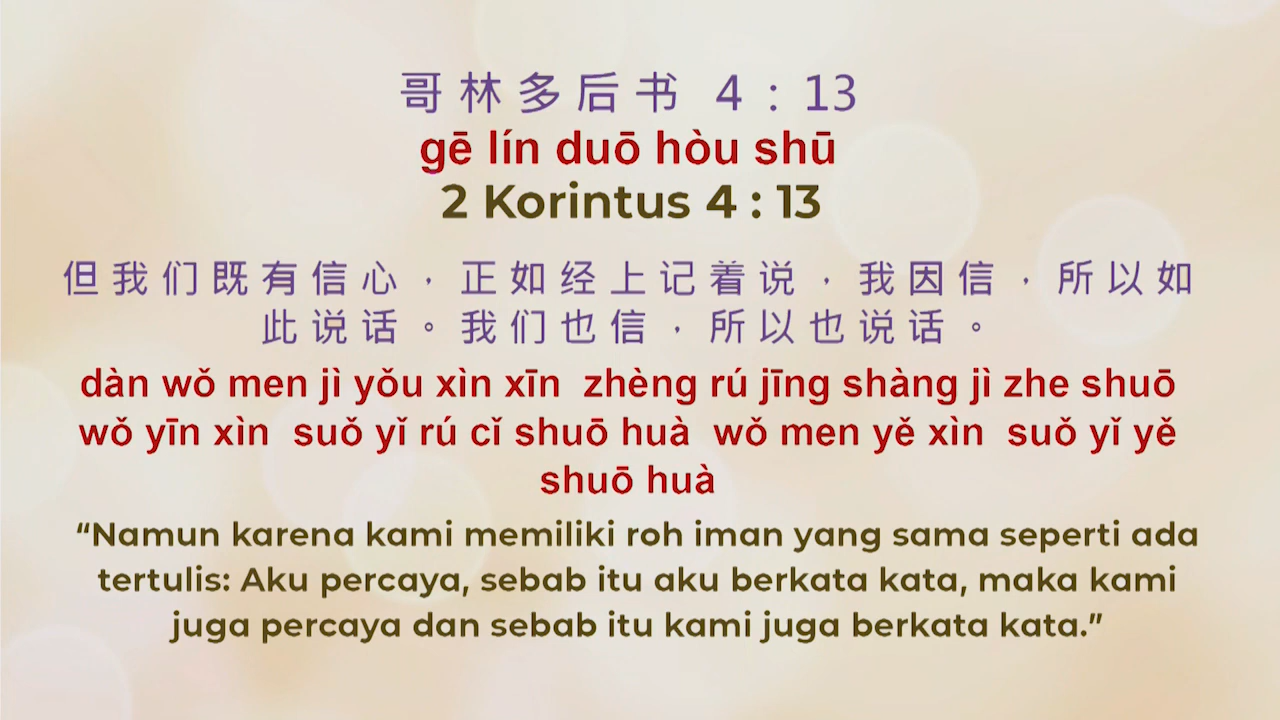 哥林多后书 4 : 13
gē lín duō hòu shū
2 Korintus 4 : 13
但我们既有信心，正如经上记着说，我因信，所以如
此说话。我们也信，所以也说话。
dàn wǒ men jì yǒu xìn xīn  zhèng rú jīng shàng jì zhe shuō
wǒ yīn xìn  suǒ yǐ rú cǐ shuō huà  wǒ men yě xìn  suǒ yǐ yě
shuō huà
“Namun karena kami memiliki roh iman yang sama seperti ada
tertulis: Aku percaya, sebab itu aku berkata kata, maka kami
juga percaya dan sebab itu kami juga berkata kata.”